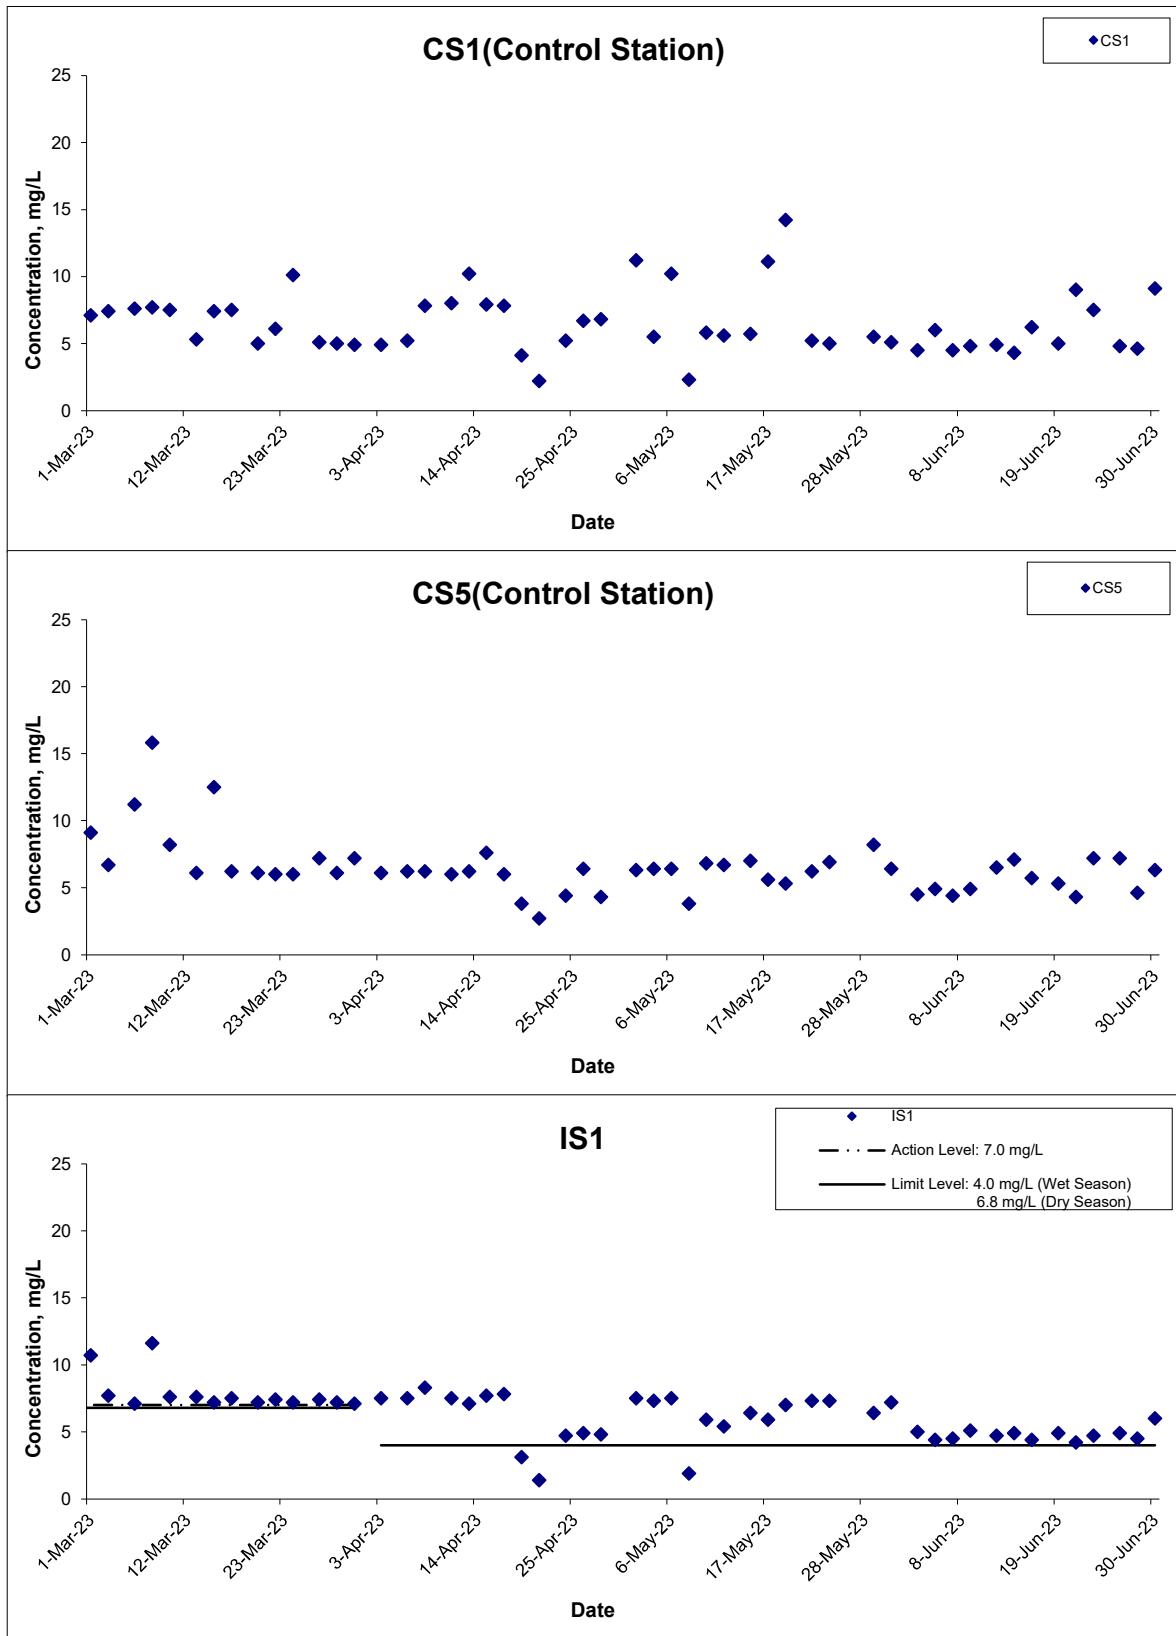 CS1(Control Station)
CS1
25
20
15
10
5
0
Concentration, mg/L
1-Mar-23
12-Mar-23
23-Mar-23
3-Apr-23
14-Apr-23
25-Apr-23
6-May-23
17-May-23
28-May-23
8-Jun-23
19-Jun-23
30-Jun-23
Date
CS5(Control Station)
CS5
25
20
15
10
5
0
Concentration, mg/L
1-Mar-23
12-Mar-23
23-Mar-23
3-Apr-23
14-Apr-23
25-Apr-23
6-May-23
17-May-23
28-May-23
8-Jun-23
19-Jun-23
30-Jun-23
Date
IS1
IS1
Action Level: 7.0 mg/L
Limit Level: 4.0 mg/L (Wet Season)
6.8 mg/L (Dry Season)
25
20
15
10
5
0
Concentration, mg/L
1-Mar-23
12-Mar-23
23-Mar-23
3-Apr-23
14-Apr-23
25-Apr-23
6-May-23
17-May-23
28-May-23
8-Jun-23
19-Jun-23
30-Jun-23
Date